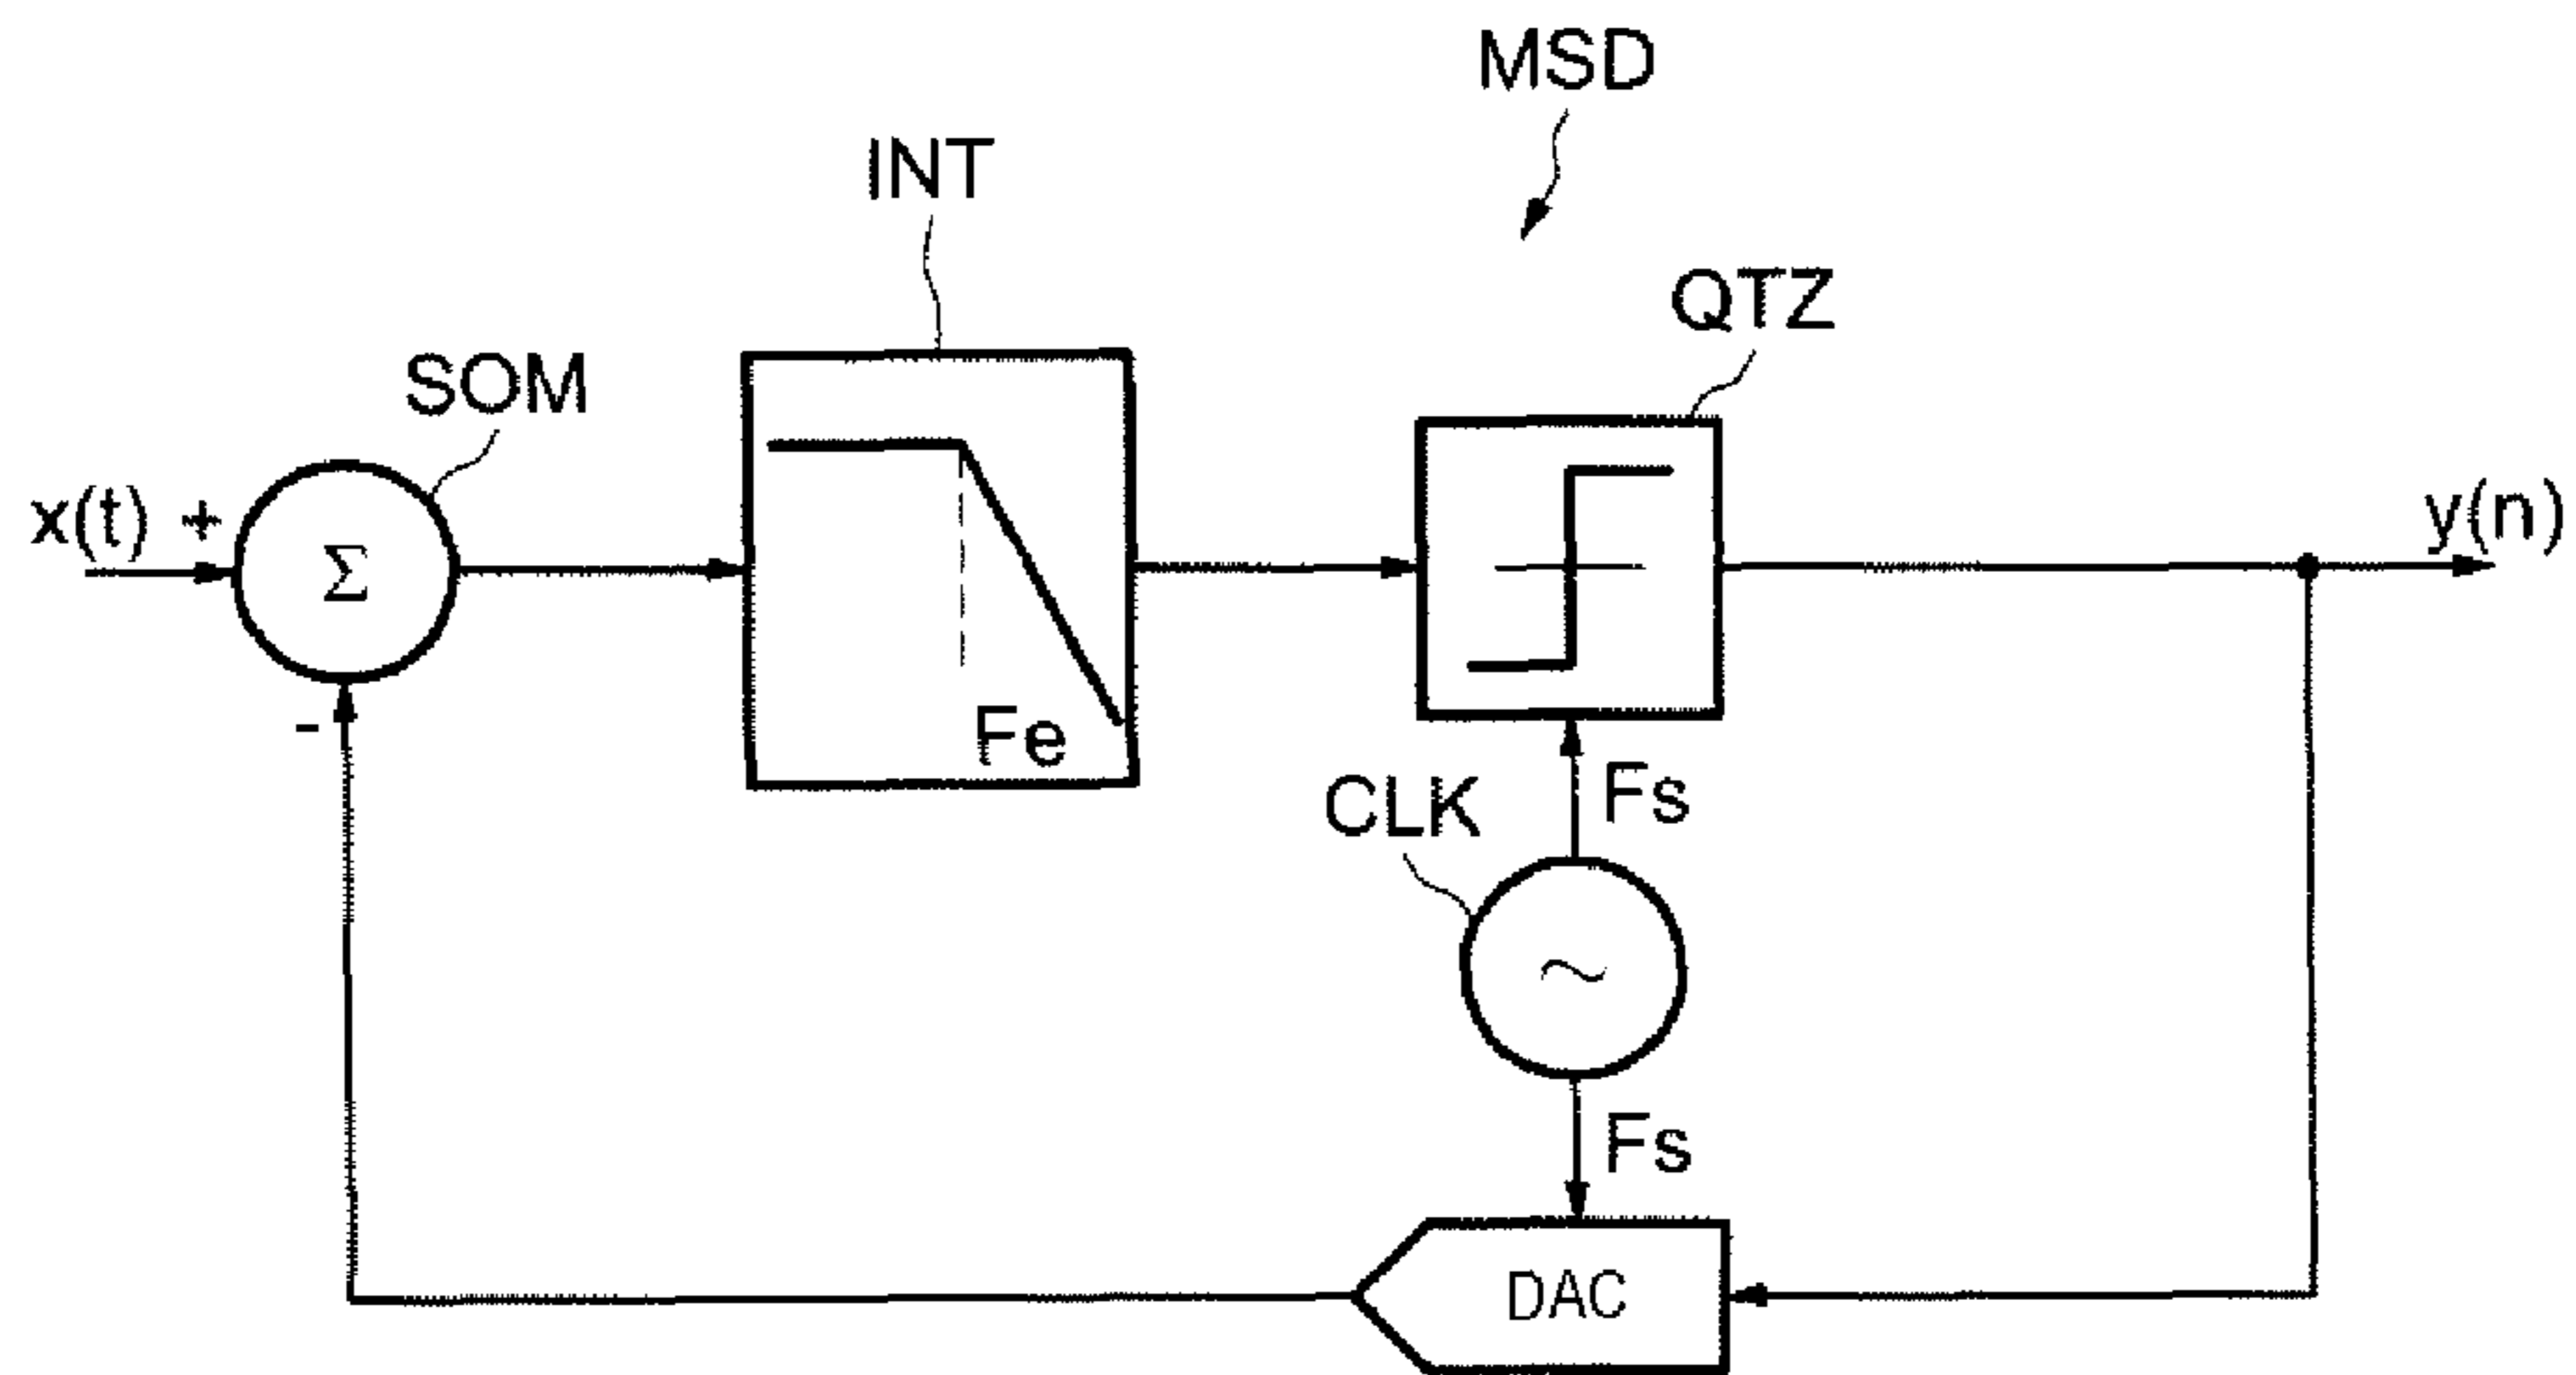 MSD
INT
QTZ
SOM
x(t) +
Σ
y(n)
-
Fe
CLK
Fs
~
Fs
DAC